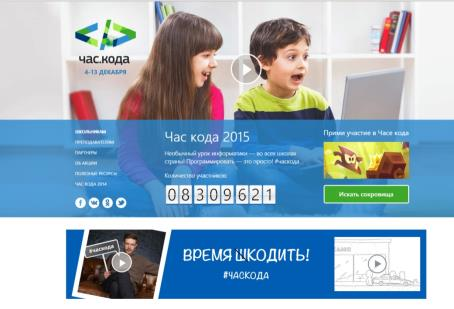 час.кода
4-13 ДЕКАБРЯ
ШКОЛЬНИКАМ
ПРЕПОДАВАТЕЛЯМ
ПАРТНЕРЫ
ОБ АКЦИИ
ПОЛЕЗНЫЕ РЕСУРСЫ
ЧАС КОДА 2014
Час кода 2015
Необычный урок информатики — во всех школах
страны! Программировать — это просто! #часкода
Количество участников:
08309621
Прими участие в Часе кода
Искать сокровища
#ЧАСКОДА
ВРЕМЯ ШКОДИТЬ!
#ЧАСКОДА